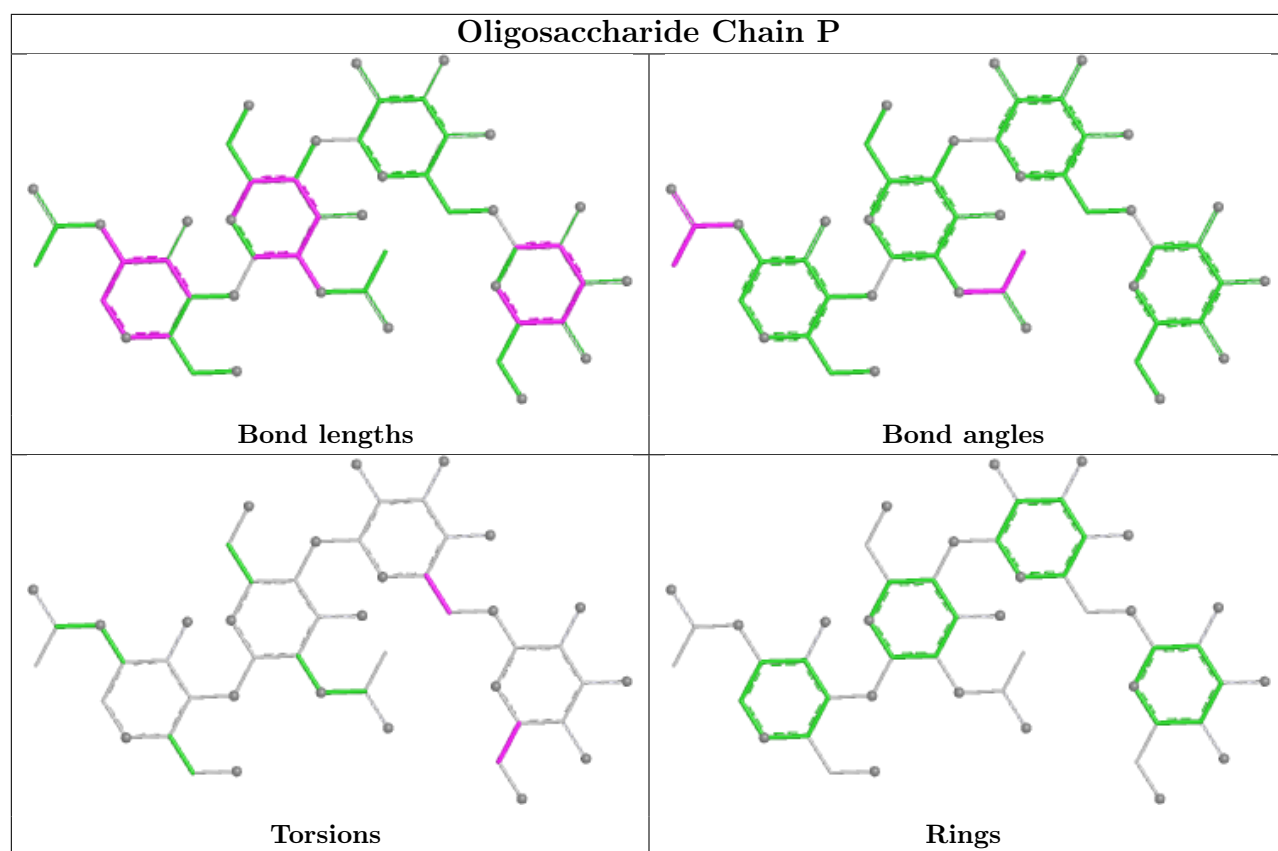 Oligosaccharide Chain P
Bond lengths
Bond angles
Torsions
Rings